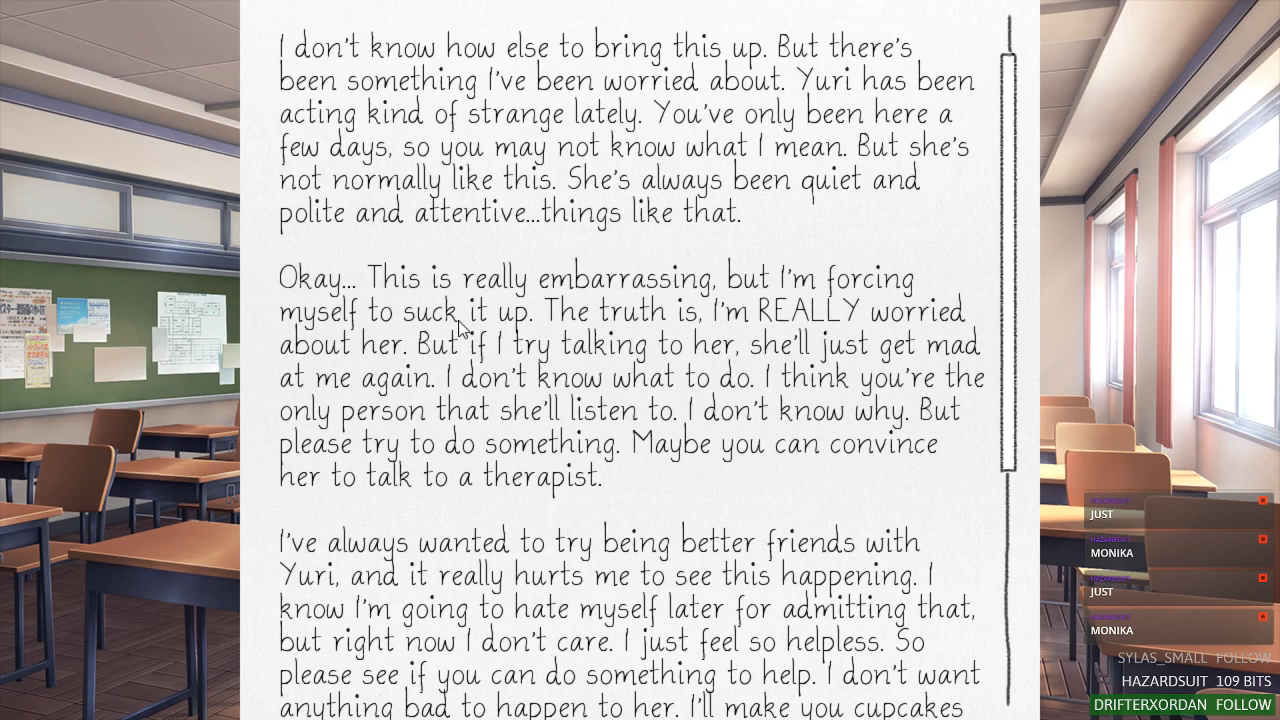 I don't know how else to bring this up. But there's
been something I've been worried about. Yuri has been
acting kind of strange lately. You've only been here a
few days, so you may not know what I mean. But she's
not normally like this. She's always been quiet and
polite and attentive...things like that.
Okay... This is really embarrassing, but I'm forcing
myself to suck it up. The truth is, I'm REALLY worried
about her. But if I try talking to her, she'll just get mad
at me again. I don't know what to do. I think you're the
only person that she'll listen to. I don't know why. But
please try to do something. Maybe you can convince
her to talk to a therapist.
I've always wanted to try being better friends with
Yuri, and it really hurts me to see this happening. I
know I'm going to hate myself later for admitting that,
but right now I don't care. I just feel so helpless. So
please see if you can do something to help. I don't want
anything bad to happen to her. I'll make you cupcakes
JUST
HAZARDSUIT
MONIKA
HAZARDSUIT
JUST
HAZARDSUIT
MONIKA
SYLAS_SMALL FOLLOW
HAZARDSUIT 109 BITS
DRIFTERXORDAN FOLLOW